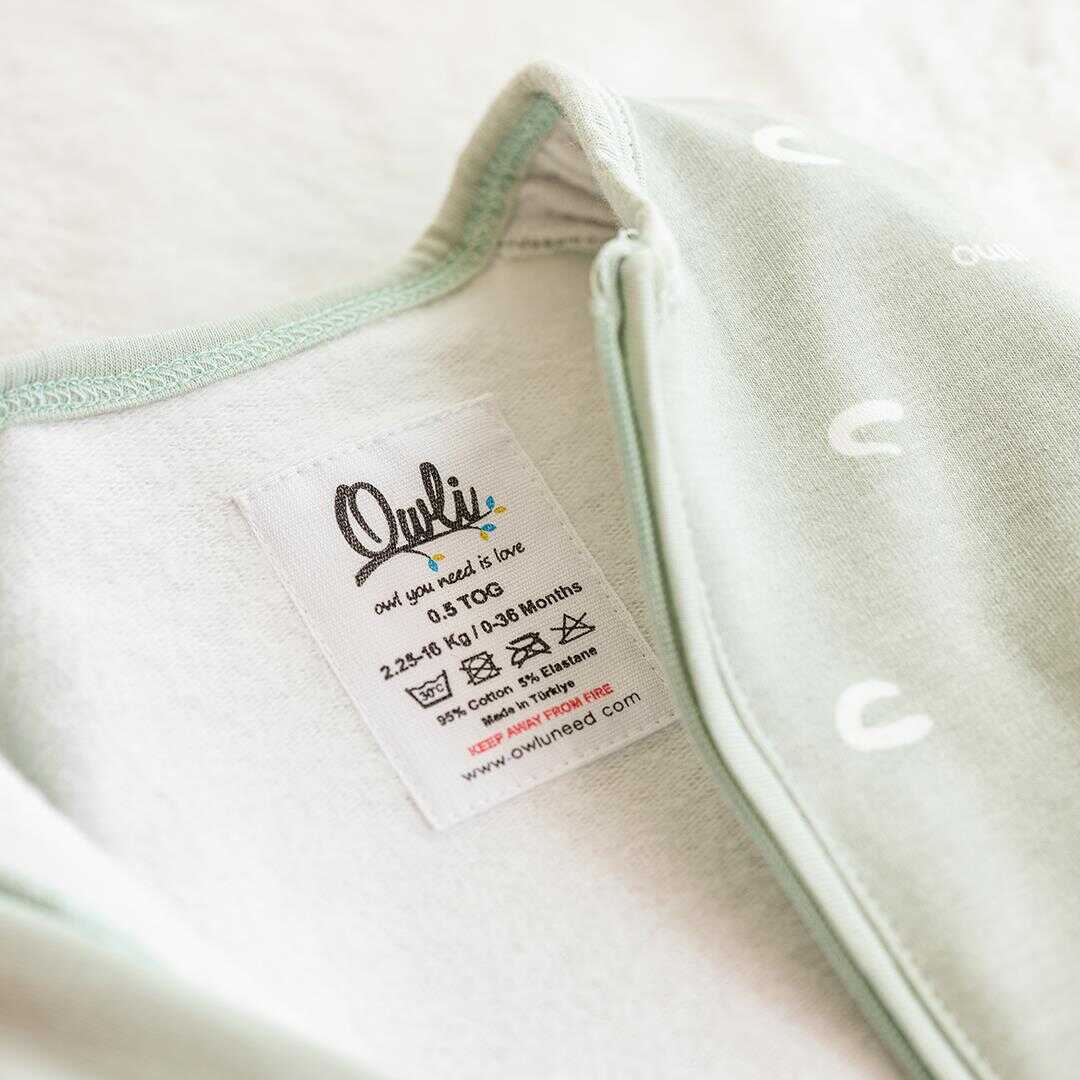 Owli
owl you need is love
0.5 TOG
2.25-16 Kg / 0-36 Months
30°C
95% Cotton 5% Elastane
Made in Türkiye
KEEP AWAY FROM FIRE
www.owluneed.com